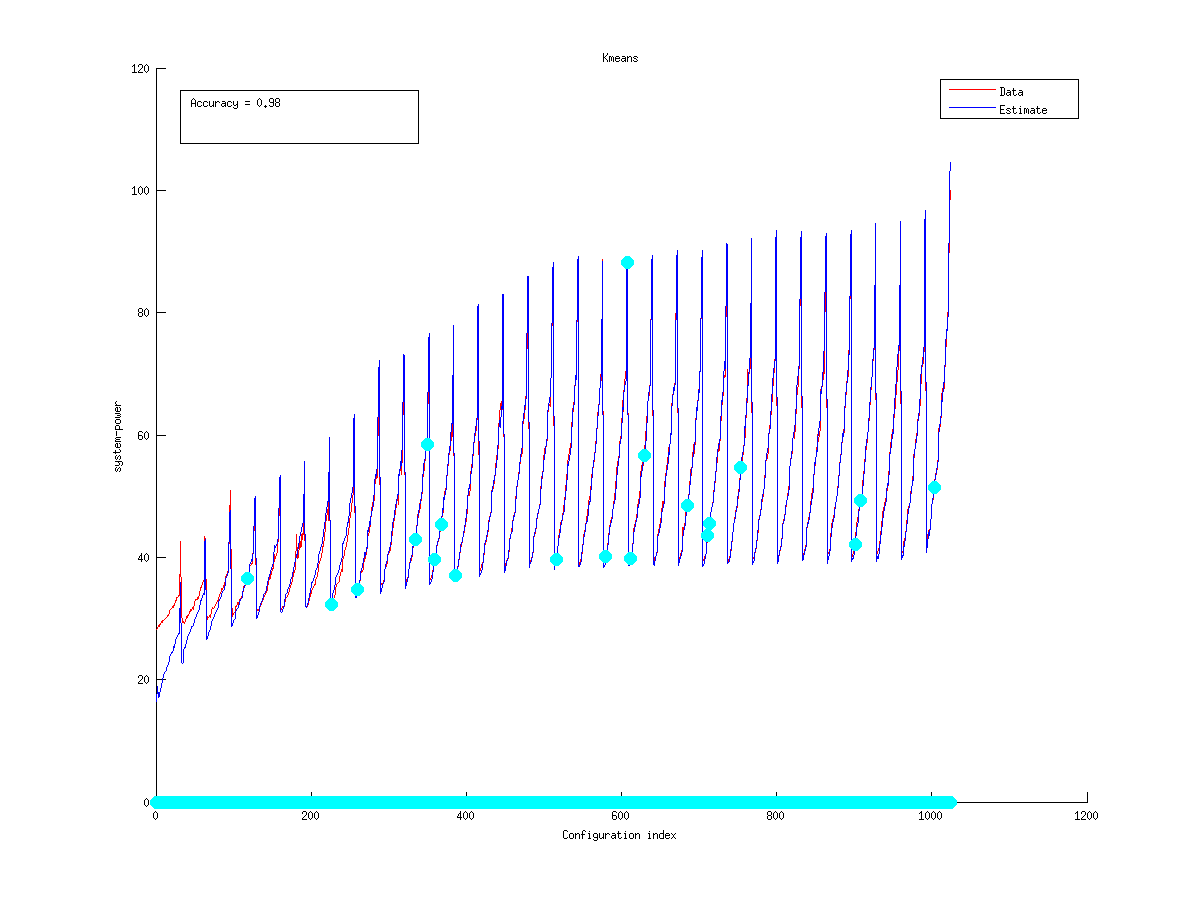 Kmeans
120
Accuracy = 0.98
Data
Estimate
100
80
60
40
20
0
system-power
0 200 400 600 800 1000 1200
Configuration index